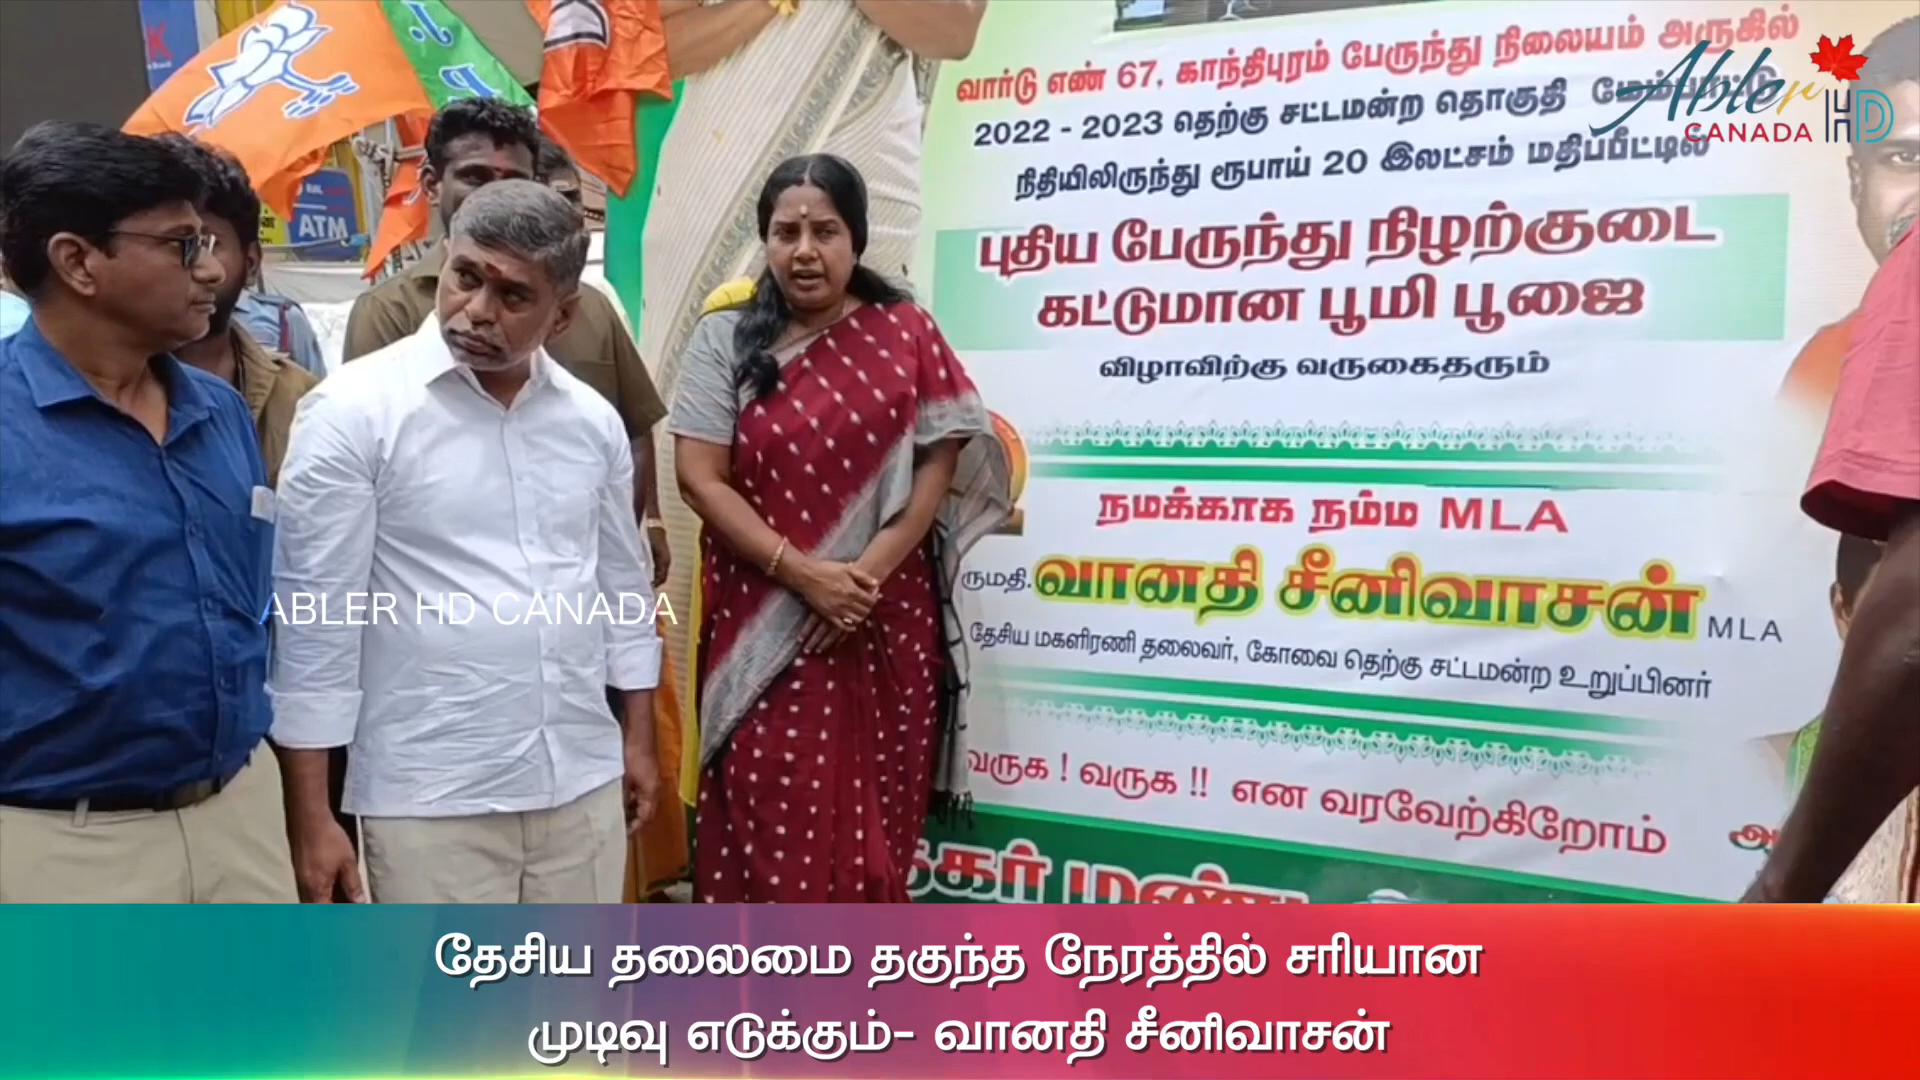 வார்டு எண் 67, காந்திபுரம் பேருந்து நிலையம் அருகில்
2022 - 2023 தெற்கு சட்டமன்ற தொகுதி
நிதியிலிருந்து ரூபாய் 20 இலட்சம் மதிப்பீட்டில்
புதிய பேருந்து நிழற்குடை
கட்டுமான பூமி பூஜை
விழாவிற்கு வருகைதரும்
நமக்காக நம்ம MLA
ருமதி. வானதி சீனிவாசன் MLA
தேசிய மகளிரணி தலைவர், கோவை தெற்கு சட்டமன்ற உறுப்பினர்
வருக ! வருக !! என வரவேற்கிறோம்
Abler
CANADA HD
ATM
ABLER HD CANADA
தேசிய தலைமை தகுந்த நேரத்தில் சரியான
முடிவு எடுக்கும்- வானதி சீனிவாசன்